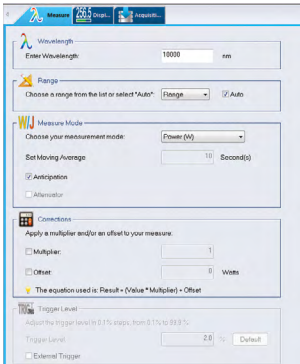 Measure
256.5 Displ...
Acquisiti...
Wavelength
Enter Wavelength: 10000 nm
Range
Choose a range from the list or select "Auto": Range Auto
W/J Measure Mode
Choose your measurement mode: Power (W)
Set Moving Average 10 Second(s)
Anticipation
Attenuator
Corrections
Apply a multiplier and/or an offset to your measure.
Multiplier: 1
Offset: 0 Watts
The equation used is: Result = (Value * Multiplier) + Offset
Trigger Level
Adjust the trigger level in 0.1% steps, from 0.1% to 99.9 %
Trigger Level 2.0 % Default
External Trigger